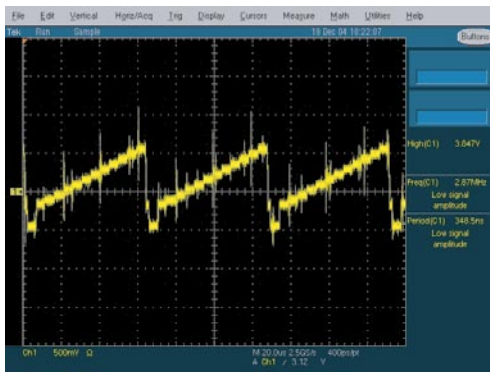 File Edit Vertical Horiz/Acq Trig Display Cursors Measure Math Utilities Help
Tek Run Sample 19 Dec 04 10:22:07 Buttons
High(C1) 3.847V
Freq(C1) 2.87MHz
Low signal
amplitude
Period(C1) 348.5ns
Low signal
amplitude
1
Ch1 500mV Ω M 20.0us 2.5GS/s 400ps/pt
A Ch1 / 3.12 V